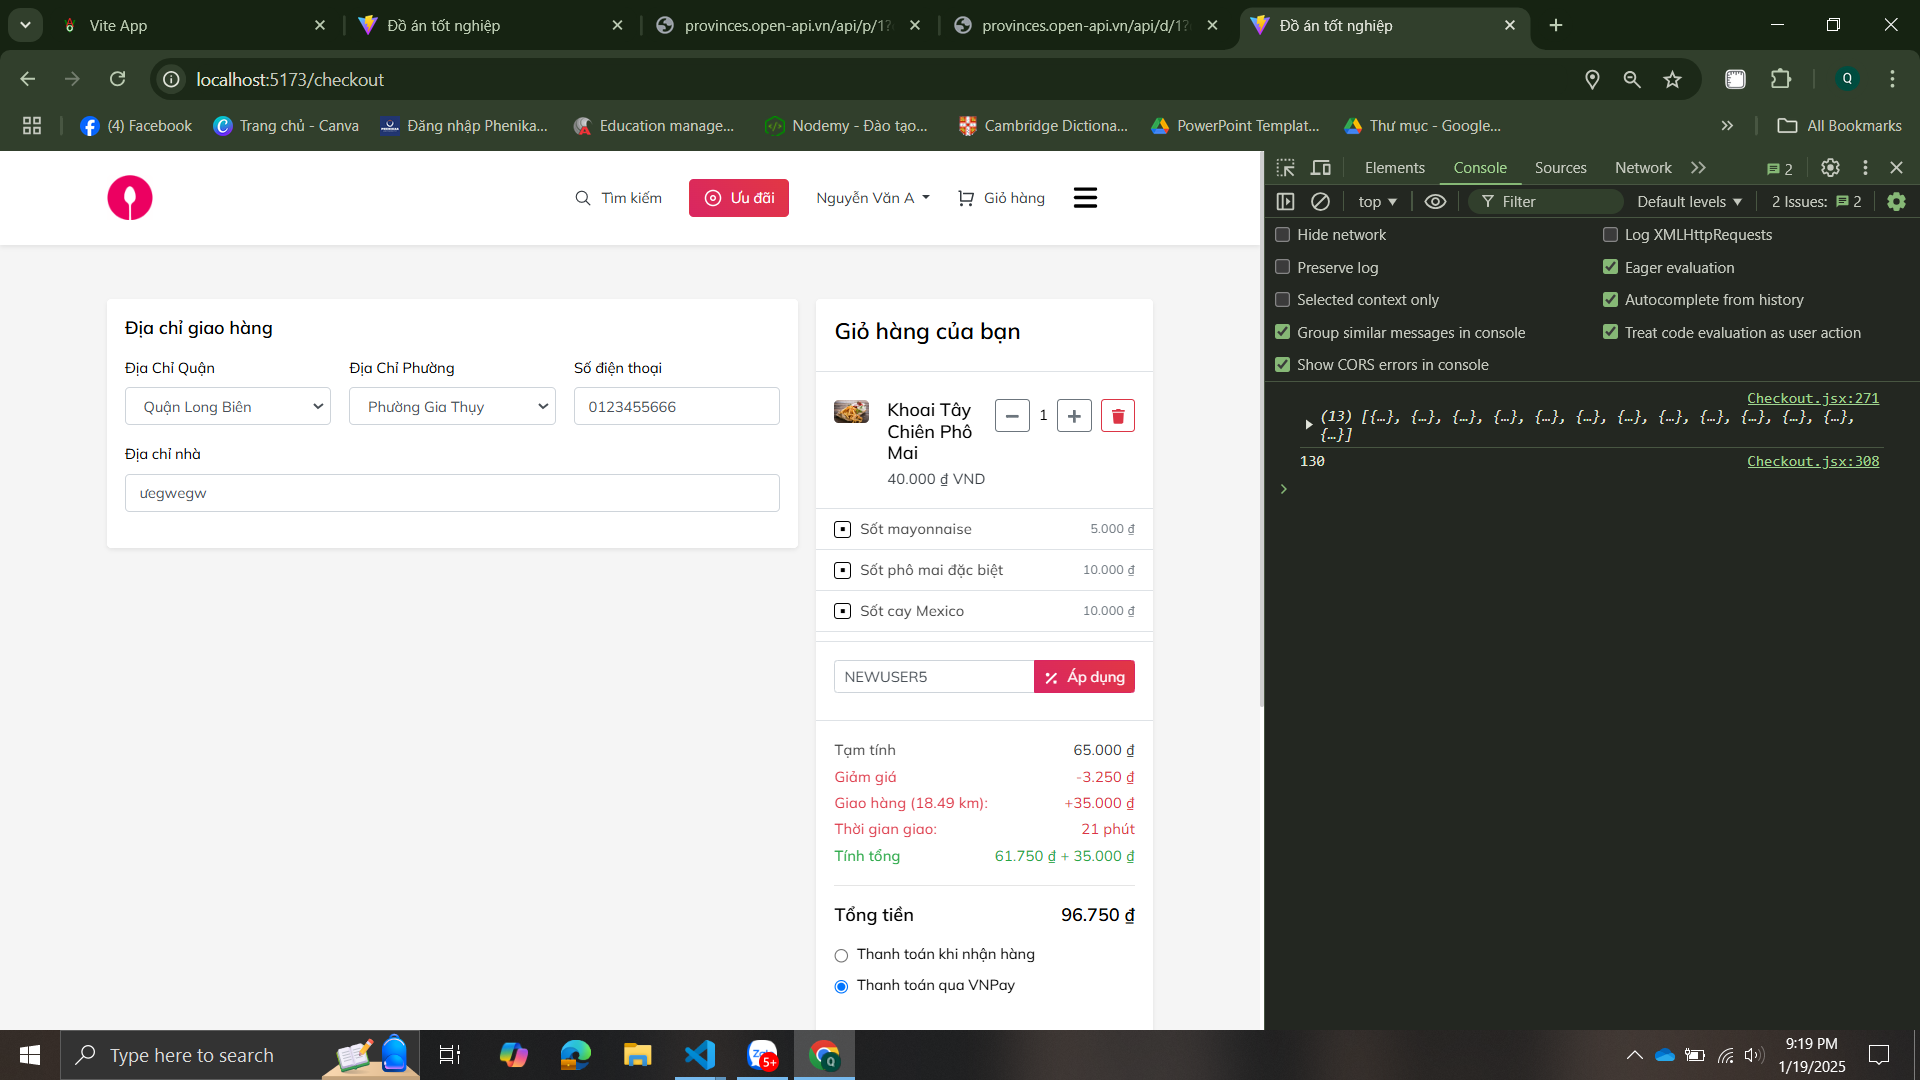 Vite App
Đồ án tốt nghiệp
provinces.open-api.vn/api/p/1?
provinces.open-api.vn/api/d/1?
Đồ án tốt nghiệp
localhost:5173/checkout
Q
(4) Facebook
Trang chủ - Canva
Đăng nhập Phenika...
Education manage...
Nodemy - Đào tạo...
Cambridge Dictiona...
PowerPoint Templat...
Thư mục - Google...
All Bookmarks
Tìm kiếm
Ưu đãi
Nguyễn Văn A
Giỏ hàng
Địa chỉ giao hàng
Địa Chỉ Quận
Địa Chỉ Phường
Số điện thoại
Quận Long Biên
Phường Gia Thụy
0123455666
Địa chỉ nhà
ưegwegw
Giỏ hàng của bạn
Khoai Tây
Chiên Phô
Mai
1
40.000 ₫ VND
Sốt mayonnaise 5.000 ₫
Sốt phô mai đặc biệt 10.000 ₫
Sốt cay Mexico 10.000 ₫
NEWUSER5
Áp dụng
Tạm tính 65.000 ₫
Giảm giá -3.250 ₫
Giao hàng (18.49 km): +35.000 ₫
Thời gian giao: 21 phút
Tính tổng 61.750 ₫ + 35.000 ₫
Tổng tiền 96.750 ₫
Thanh toán khi nhận hàng
Thanh toán qua VNPay
Elements
Console
Sources
Network
2
top
Filter
Default levels
2 Issues: 2
Hide network
Log XMLHttpRequests
Preserve log
Eager evaluation
Selected context only
Autocomplete from history
Group similar messages in console
Treat code evaluation as user action
Show CORS errors in console
Checkout.jsx:271
(13) [{…}, {…}, {…}, {…}, {…}, {…}, {…}, {…}, {…}, {…}, {…}, {…},
{…}]
130 Checkout.jsx:308
Type here to search
5+
Q
9:19 PM
1/19/2025